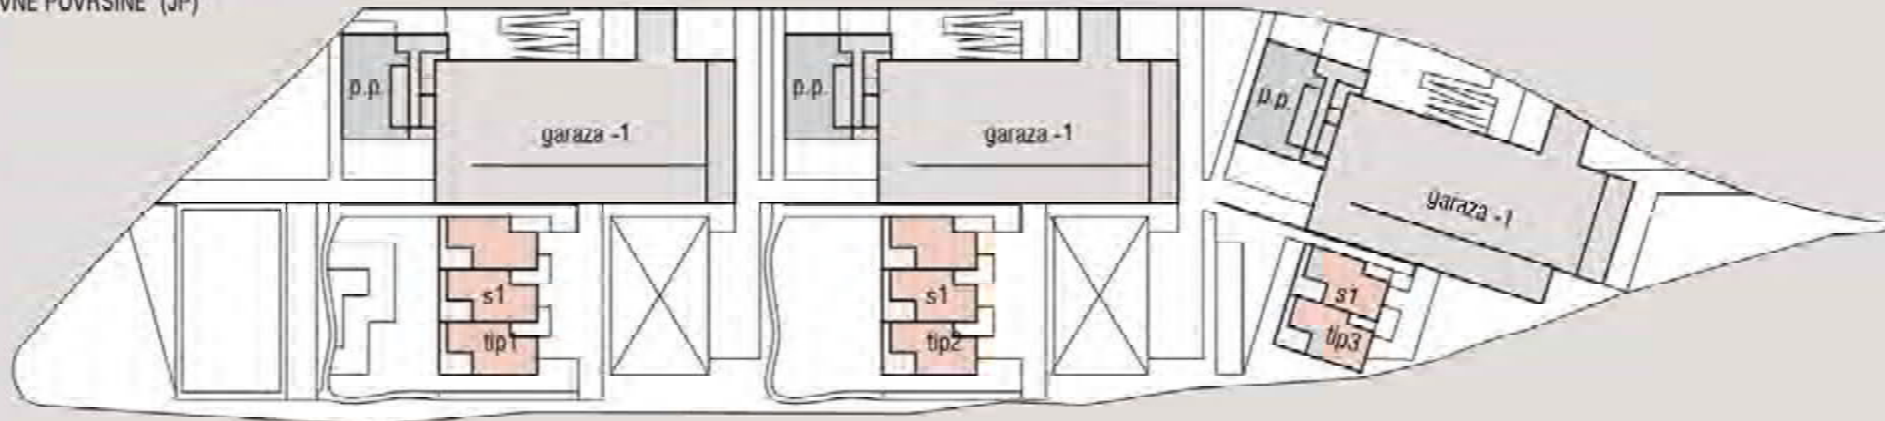 VNE POVRŠINE (JP)
p.p.
garaza -1
p.p.
garaza -1
p.p.
garaza -1
s1
tip1
s1
tip2
s1
tip3